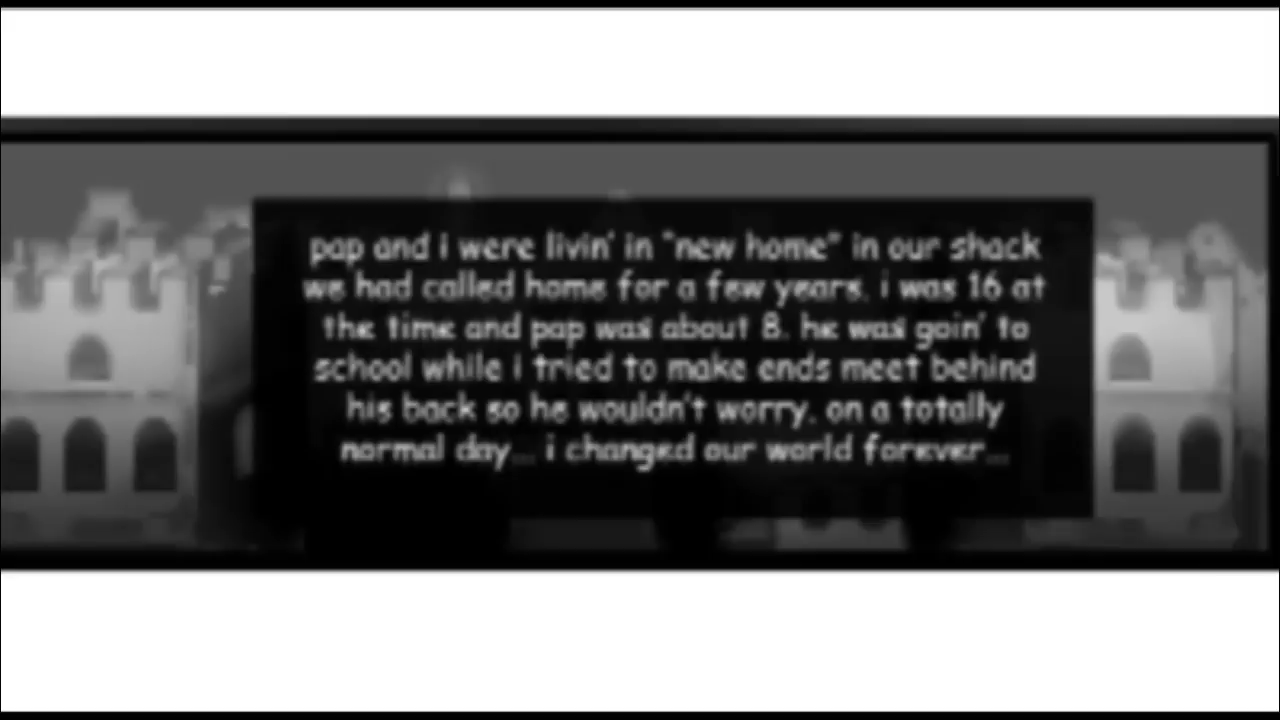 pap and i were livin' in "new home" in our shack
we had called home for a few years. i was 16 at
the time and pap was about 8. he was goin' to
school while i tried to make ends meet behind
his back so he wouldn't worry. on a totally
normal day... i changed our world forever...